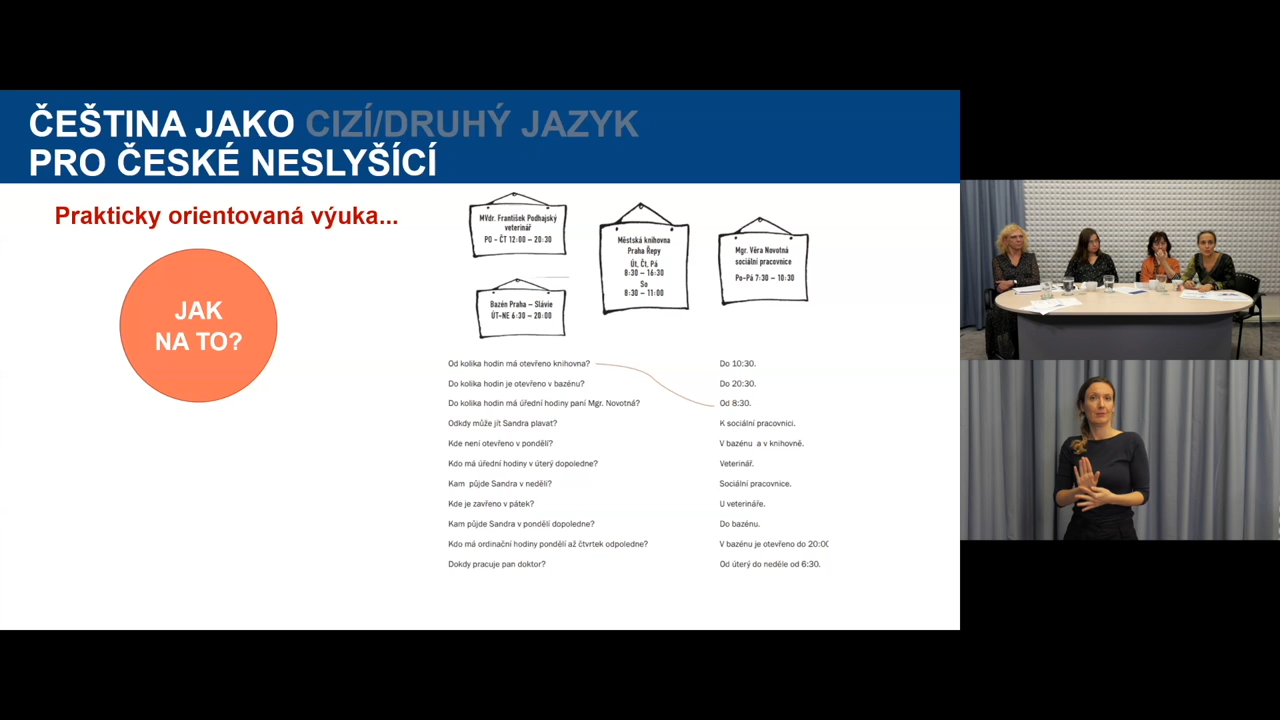 ČEŠTINA JAKO CIZÍ/DRUHÝ JAZYK
PRO ČESKÉ NESLYŠÍCÍ
Prakticky orientovaná výuka...
JAK
NA TO?
MVdr. František Podhajský
veterinář
PO - ČT 12:00 – 20:30
Bazén Praha – Slávie
ÚT-NE 6:30 – 20:00
Městská knihovna
Praha Řepy
Út, Čt, Pá
8:30 – 16:30
So
8:30 – 11:00
Mgr. Věra Novotná
sociální pracovnice
Po-Pá 7:30 – 10:30
Od kolika hodin má otevřeno knihovna? Do 10:30.
Do kolika hodin je otevřeno v bazénu? Do 20:30.
Do kolika hodin má úřední hodiny paní Mgr. Novotná? Od 8:30.
Odkdy může jít Sandra plavat? K sociální pracovnici.
Kde není otevřeno v pondělí? V bazénu a v knihovně.
Kdo má úřední hodiny v úterý dopoledne? Veterinář.
Kam půjde Sandra v neděli? Sociální pracovnice.
Kde je zavřeno v pátek? U veterináře.
Kam půjde Sandra v pondělí dopoledne? Do bazénu.
Kdo má ordinační hodiny pondělí až čtvrtek odpoledne? V bazénu je otevřeno do 20:00
Dokdy pracuje pan doktor? Od úterý do neděle od 6:30.